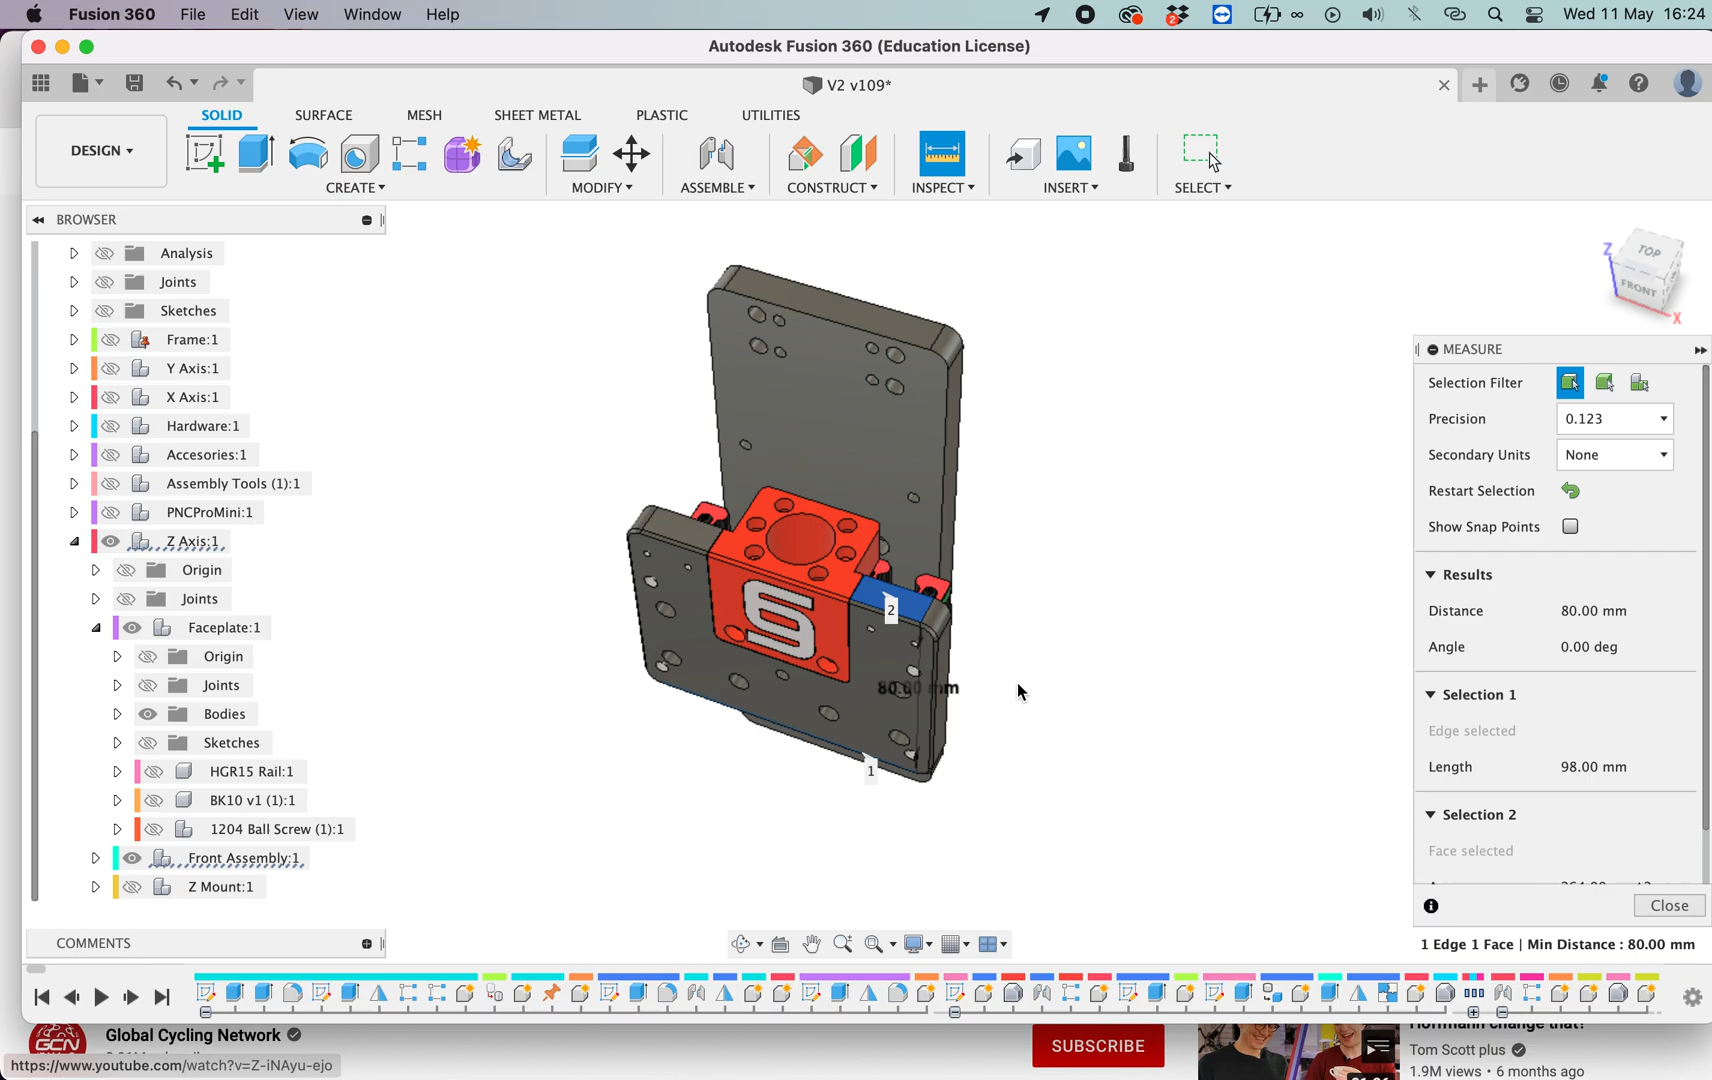 Fusion 360 File Edit View Window Help
2
∞
Wed 11 May 16:24
Autodesk Fusion 360 (Education License)
V2 v109*
SOLID SURFACE MESH SHEET METAL PLASTIC UTILITIES
DESIGN
CREATE MODIFY ASSEMBLE CONSTRUCT INSPECT INSERT SELECT
BROWSER
Analysis
Joints
Sketches
Frame:1
Y Axis:1
X Axis:1
Hardware:1
Accesories:1
Assembly Tools (1):1
PNCProMini:1
Z Axis:1
Origin
Joints
Faceplate:1
Origin
Joints
Bodies
Sketches
HGR15 Rail:1
BK10 v1 (1):1
1204 Ball Screw (1):1
Front Assembly:1
Z Mount:1
COMMENTS
2
80.00 mm
1
TOP
FRONT
Z
X
MEASURE
Selection Filter
Precision 0.123
Secondary Units None
Restart Selection
Show Snap Points
Results
Distance 80.00 mm
Angle 0.00 deg
Selection 1
Edge selected
Length 98.00 mm
Selection 2
Face selected
Close
1 Edge 1 Face | Min Distance : 80.00 mm
GCN
Global Cycling Network
https://www.youtube.com/watch?v=Z-iNAyu-ejo
SUBSCRIBE
Hoffmann change that?
Tom Scott plus
1.9M views • 6 months ago